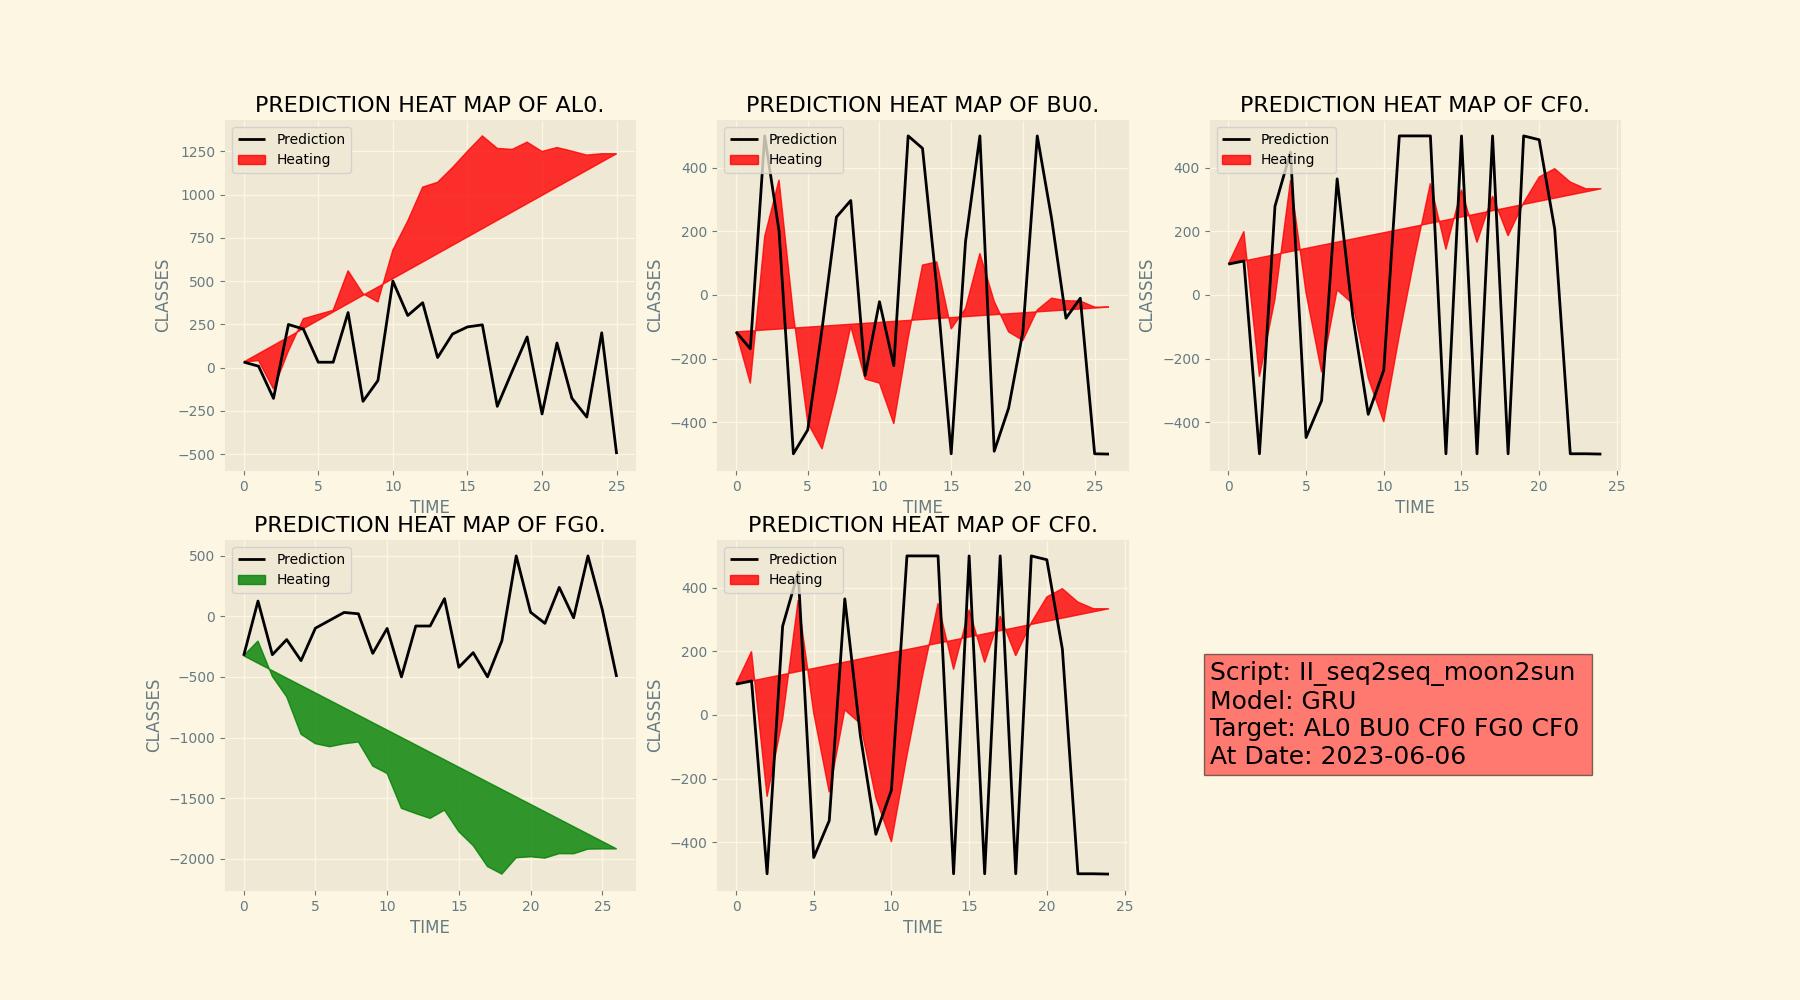 PREDICTION HEAT MAP OF AL0.
Prediction
Heating
CLASSES
1250
1000
750
500
250
0
−250
−500
0 5 10 15 20 25
TIME
PREDICTION HEAT MAP OF BU0.
Prediction
Heating
CLASSES
400
200
0
−200
−400
0 5 10 15 20 25
TIME
PREDICTION HEAT MAP OF CF0.
Prediction
Heating
CLASSES
400
200
0
−200
−400
0 5 10 15 20 25
TIME
PREDICTION HEAT MAP OF FG0.
Prediction
Heating
CLASSES
500
0
−500
−1000
−1500
−2000
0 5 10 15 20 25
TIME
PREDICTION HEAT MAP OF CF0.
Prediction
Heating
CLASSES
400
200
0
−200
−400
0 5 10 15 20 25
TIME
Script: II_seq2seq_moon2sun
Model: GRU
Target: AL0 BU0 CF0 FG0 CF0
At Date: 2023-06-06